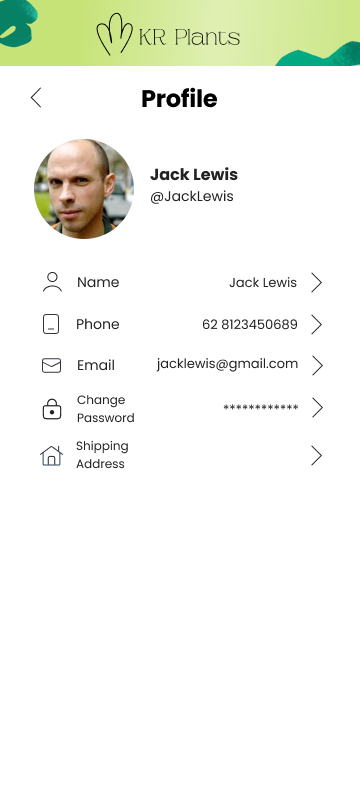 KR Plants
Profile
Jack Lewis
@JackLewis
Name
Jack Lewis
Phone
62 8123450689
Email
jacklewis@gmail.com
Change
Password
************
Shipping
Address